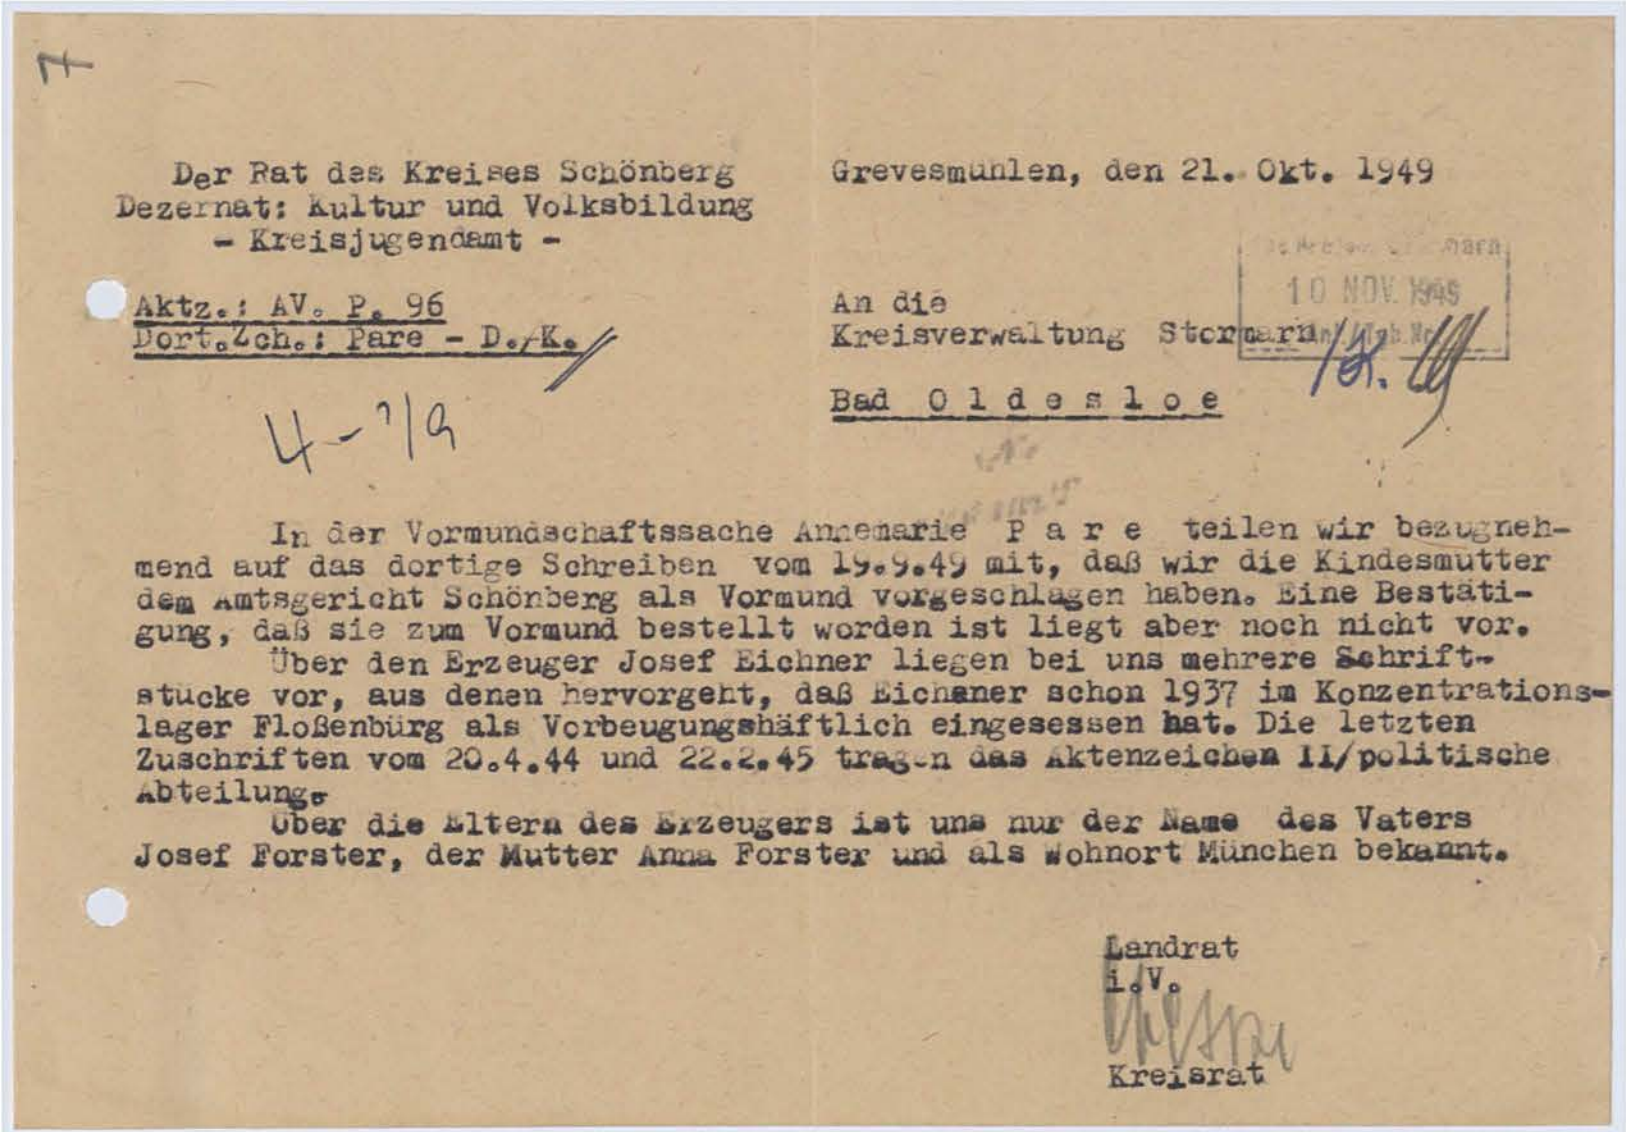 7
Der Rat des Kreises Schönberg
Dezernat: Kultur und Volksbildung
- Kreisjugendamt -
Grevesmühlen, den 21. Okt. 1949
Aktz.: AV. P. 96
Dort.Zch.: Pare - D./K.
An die
Kreisverwaltung Stormarn
Bad Oldesloe
10 NOV. 1949
4 - 7/9
In der Vormundschaftssache Annemarie P a r e teilen wir bezugneh-
mend auf das dortige Schreiben vom 19.9.49 mit, daß wir die Kindesmutter
dem Amtsgericht Schönberg als Vormund vorgeschlagen haben. Eine Bestäti-
gung, daß sie zum Vormund bestellt worden ist liegt aber noch nicht vor.
Über den Erzeuger Josef Eichner liegen bei uns mehrere Schrift-
stücke vor, aus denen hervorgeht, daß Eichener schon 1937 im Konzentrations-
lager Floßenbürg als Vorbeugungshäftlich eingesessen hat. Die letzten
Zuschriften vom 20.4.44 und 22.2.45 tragen das Aktenzeichen II/politische
Abteilung.
Über die Eltern des Erzeugers ist uns nur der Name des Vaters
Josef Forster, der Mutter Anna Forster und als Wohnort München bekannt.
Landrat
i.V.
Kreisrat